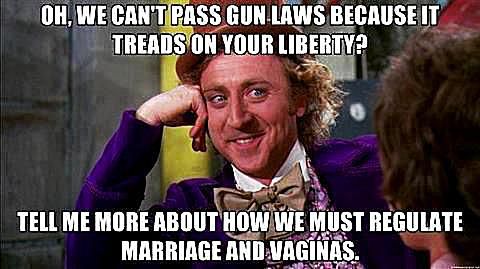 OH, WE CAN'T PASS GUN LAWS BECAUSE IT
TREADS ON YOUR LIBERTY?
TELL ME MORE ABOUT HOW WE MUST REGULATE
MARRIAGE AND VAGINAS.